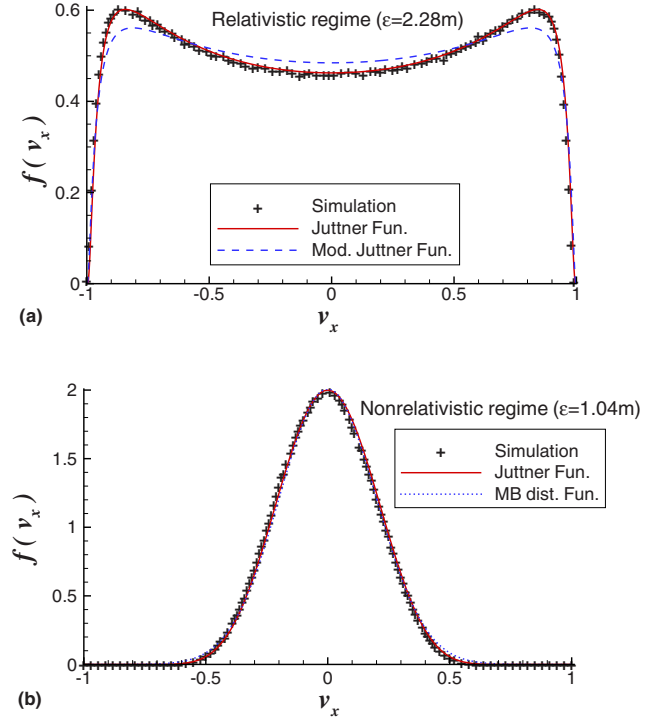 0.6
Relativistic regime (ε=2.28m)
0.4
f ( v_x )
0.2
Simulation
Juttner Fun.
Mod. Juttner Fun.
0
-1 -0.5 0 0.5 1
(a)
v_x
2
Nonrelativistic regime (ε=1.04m)
Simulation
Juttner Fun.
MB dist. Fun.
1.5
f ( v_x )
1
0.5
0
-1 -0.5 0 0.5 1
(b)
v_x